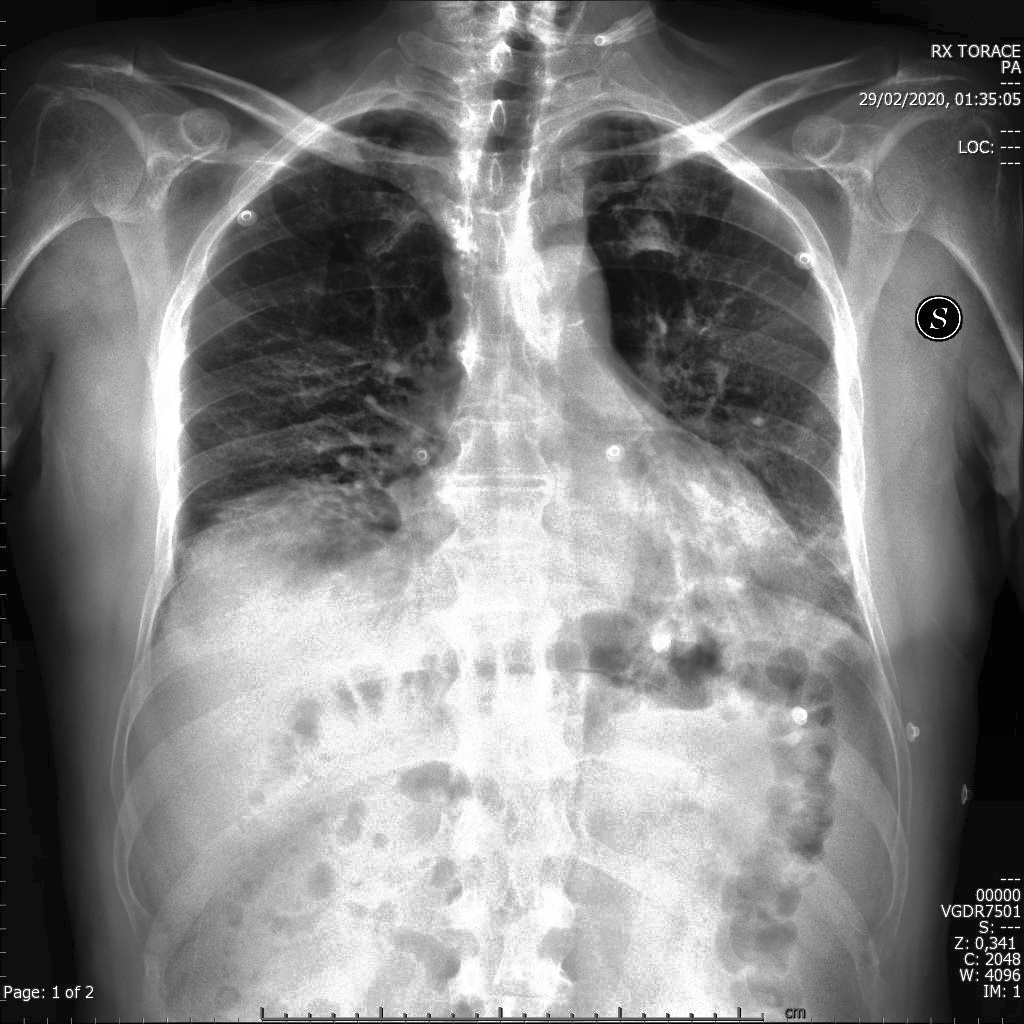 RX TORACE
PA
---
29/02/2020, 01:35:05
---
LOC: ---
---
S
---
00000
VGDR7501
S: ---
Z: 0,341
C: 2048
W: 4096
IM: 1
Page: 1 of 2
cm